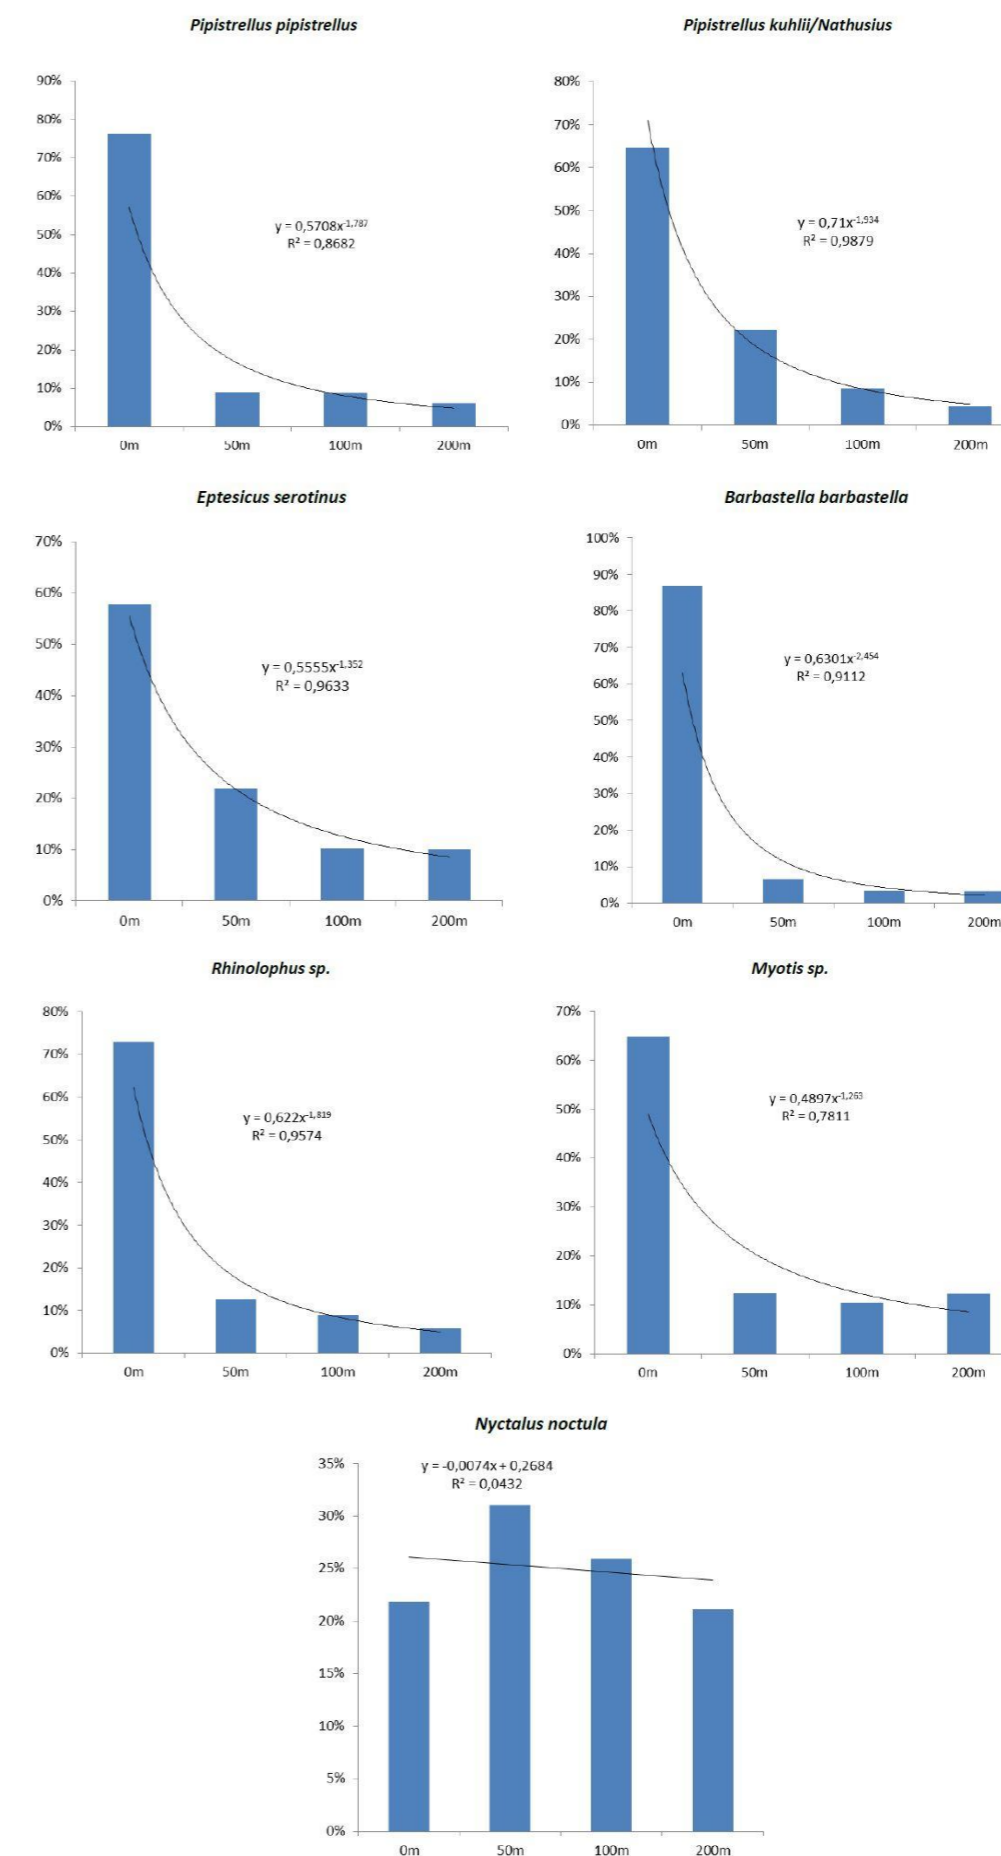 Pipistrellus pipistrellus
90%
80%
70%
60%
50%
40%
30%
20%
10%
0%
y = 0,5708x^-1,787
R² = 0,8682
0m 50m 100m 200m
Pipistrellus kuhlii/Nathusius
80%
70%
60%
50%
40%
30%
20%
10%
0%
y = 0,71x^-1,934
R² = 0,9879
0m 50m 100m 200m
Eptesicus serotinus
70%
60%
50%
40%
30%
20%
10%
0%
y = 0,5555x^-1,352
R² = 0,9633
0m 50m 100m 200m
Barbastella barbastella
100%
90%
80%
70%
60%
50%
40%
30%
20%
10%
0%
y = 0,6301x^-2,454
R² = 0,9112
0m 50m 100m 200m
Rhinolophus sp.
80%
70%
60%
50%
40%
30%
20%
10%
0%
y = 0,622x^-1,819
R² = 0,9574
0m 50m 100m 200m
Myotis sp.
70%
60%
50%
40%
30%
20%
10%
0%
y = 0,4897x^-1,263
R² = 0,7811
0m 50m 100m 200m
Nyctalus noctula
35%
30%
25%
20%
15%
10%
5%
0%
y = -0,0074x + 0,2684
R² = 0,0432
0m 50m 100m 200m